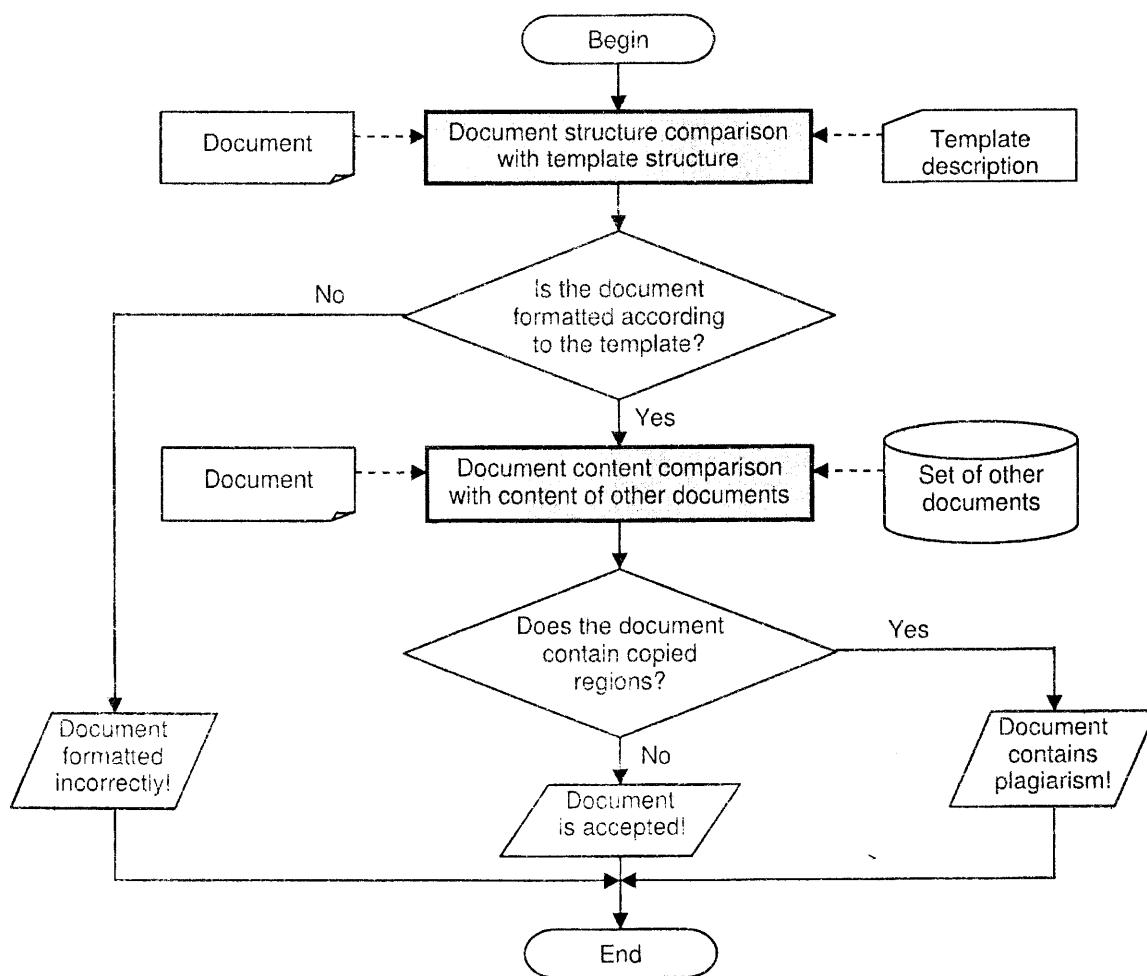 Begin
Document
Document structure comparison
with template structure
Template
description
No
Is the document
formatted according
to the template?
Yes
Document
Document content comparison
with content of other documents
Set of other
documents
Does the document
contain copied
regions?
Yes
No
Document
formatted
incorrectly!
Document
is accepted!
Document
contains
plagiarism!
End